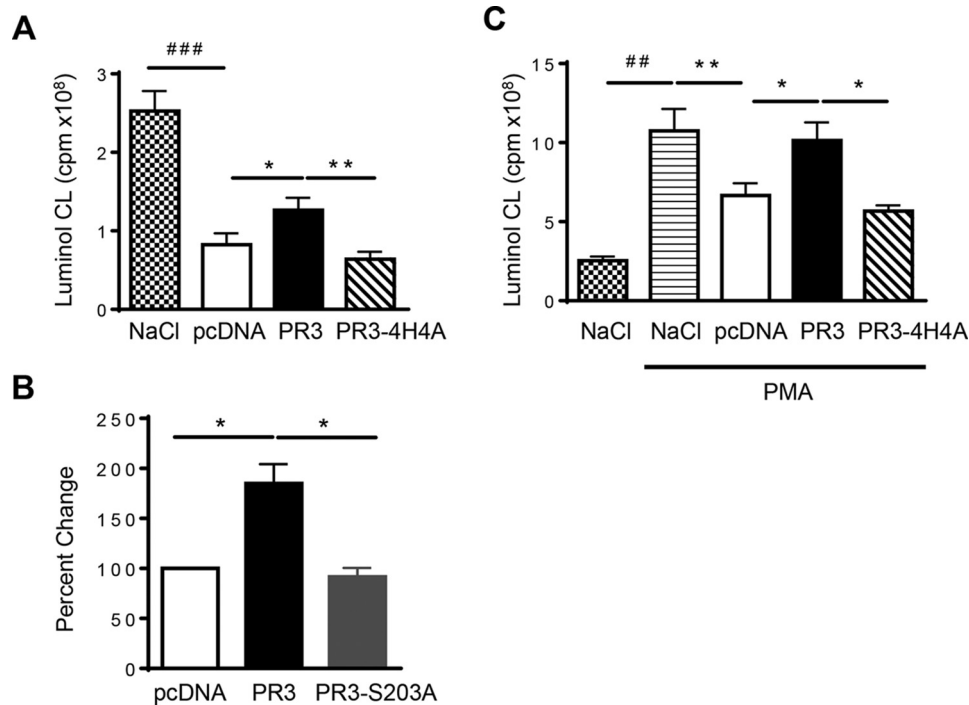 A
###
Luminol CL (cpm x10⁸)
3
2
1
0
*
**
NaCl pcDNA PR3 PR3-4H4A
B
Percent Change
250
200
150
100
50
0
*
*
pcDNA PR3 PR3-S203A
C
Luminol CL (cpm x10⁸)
15
10
5
0
##
**
*
*
NaCl NaCl pcDNA PR3 PR3-4H4A
PMA